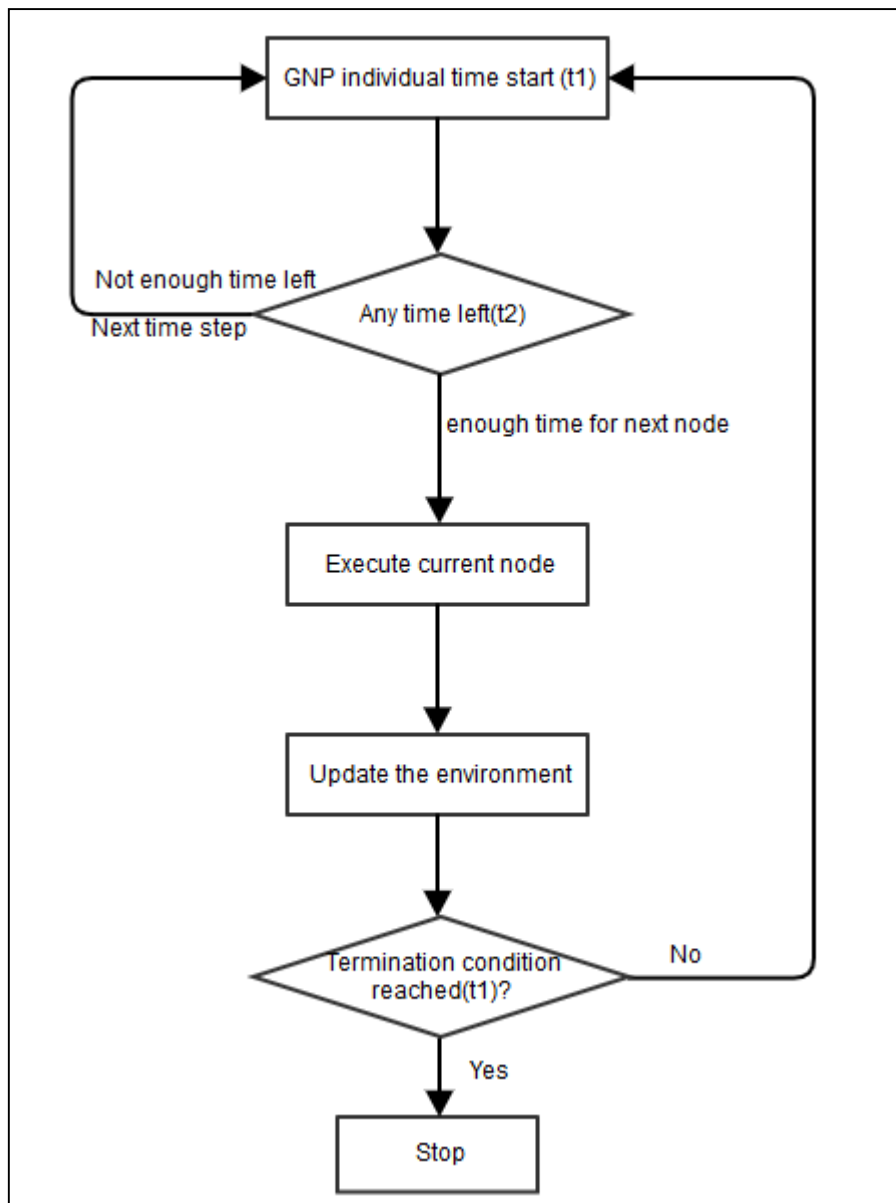 GNP individual time start (t1)
Not enough time left
Any time left(t2)
Next time step
enough time for next node
Execute current node
Update the environment
Termination condition
reached(t1)?
No
Yes
Stop